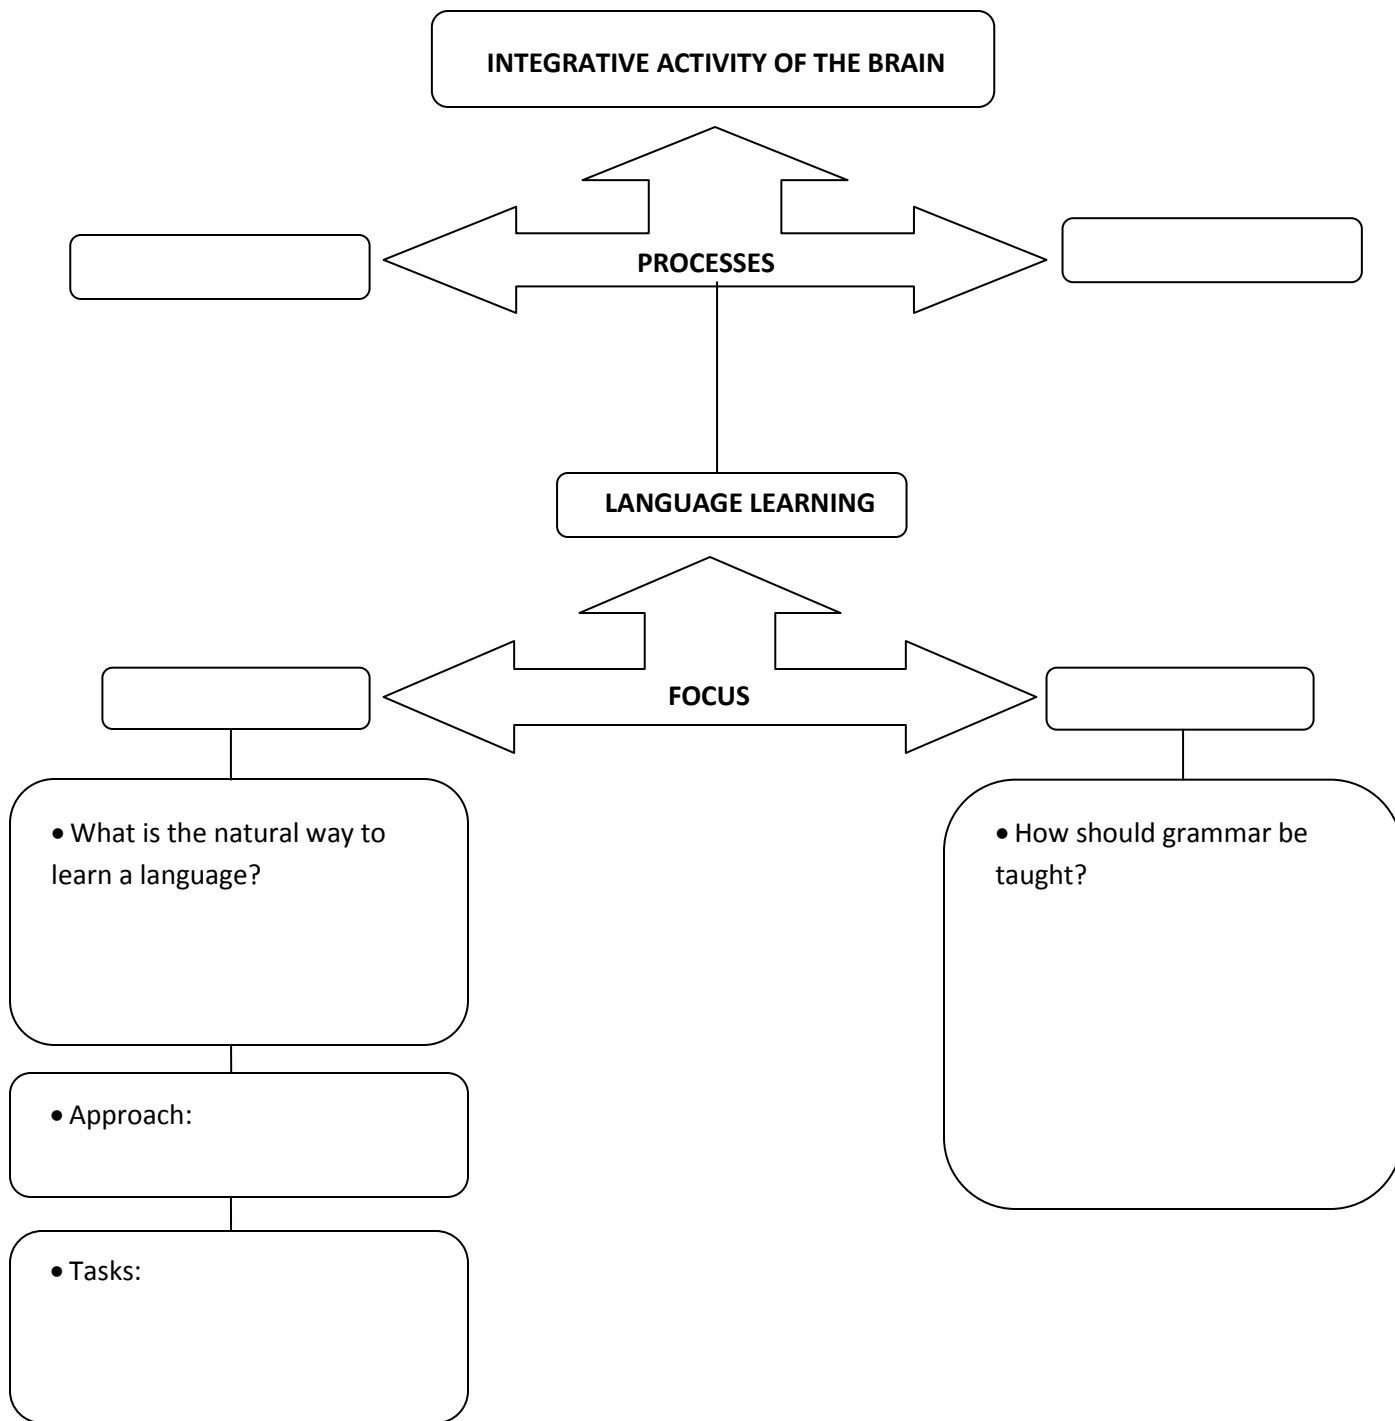 INTEGRATIVE ACTIVITY OF THE BRAIN
PROCESSES
LANGUAGE LEARNING
FOCUS
• What is the natural way to
learn a language?
• How should grammar be
taught?
• Approach:
• Tasks: